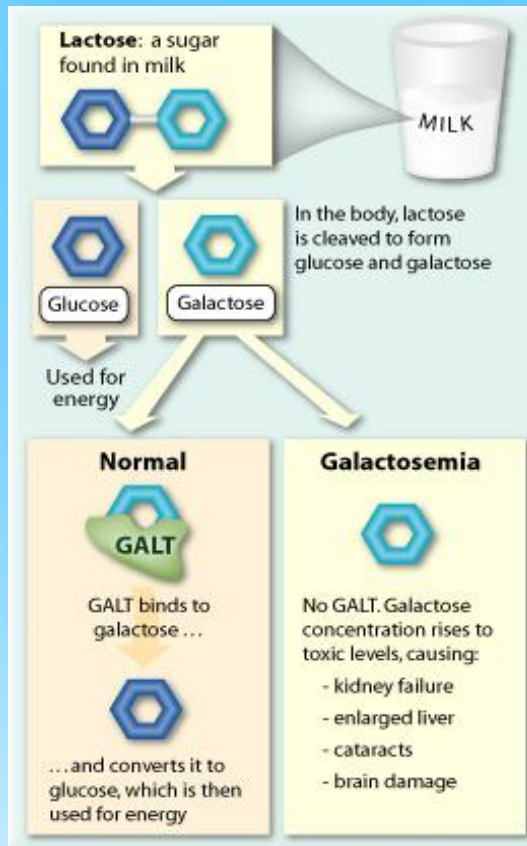 Lactose: a sugar
found in milk
MILK
In the body, lactose
is cleaved to form
glucose and galactose
Glucose
Galactose
Used for
energy
Normal
GALT
GALT binds to
galactose ...
...and converts it to
glucose, which is then
used for energy
Galactosemia
No GALT. Galactose
concentration rises to
toxic levels, causing:
- kidney failure
- enlarged liver
- cataracts
- brain damage